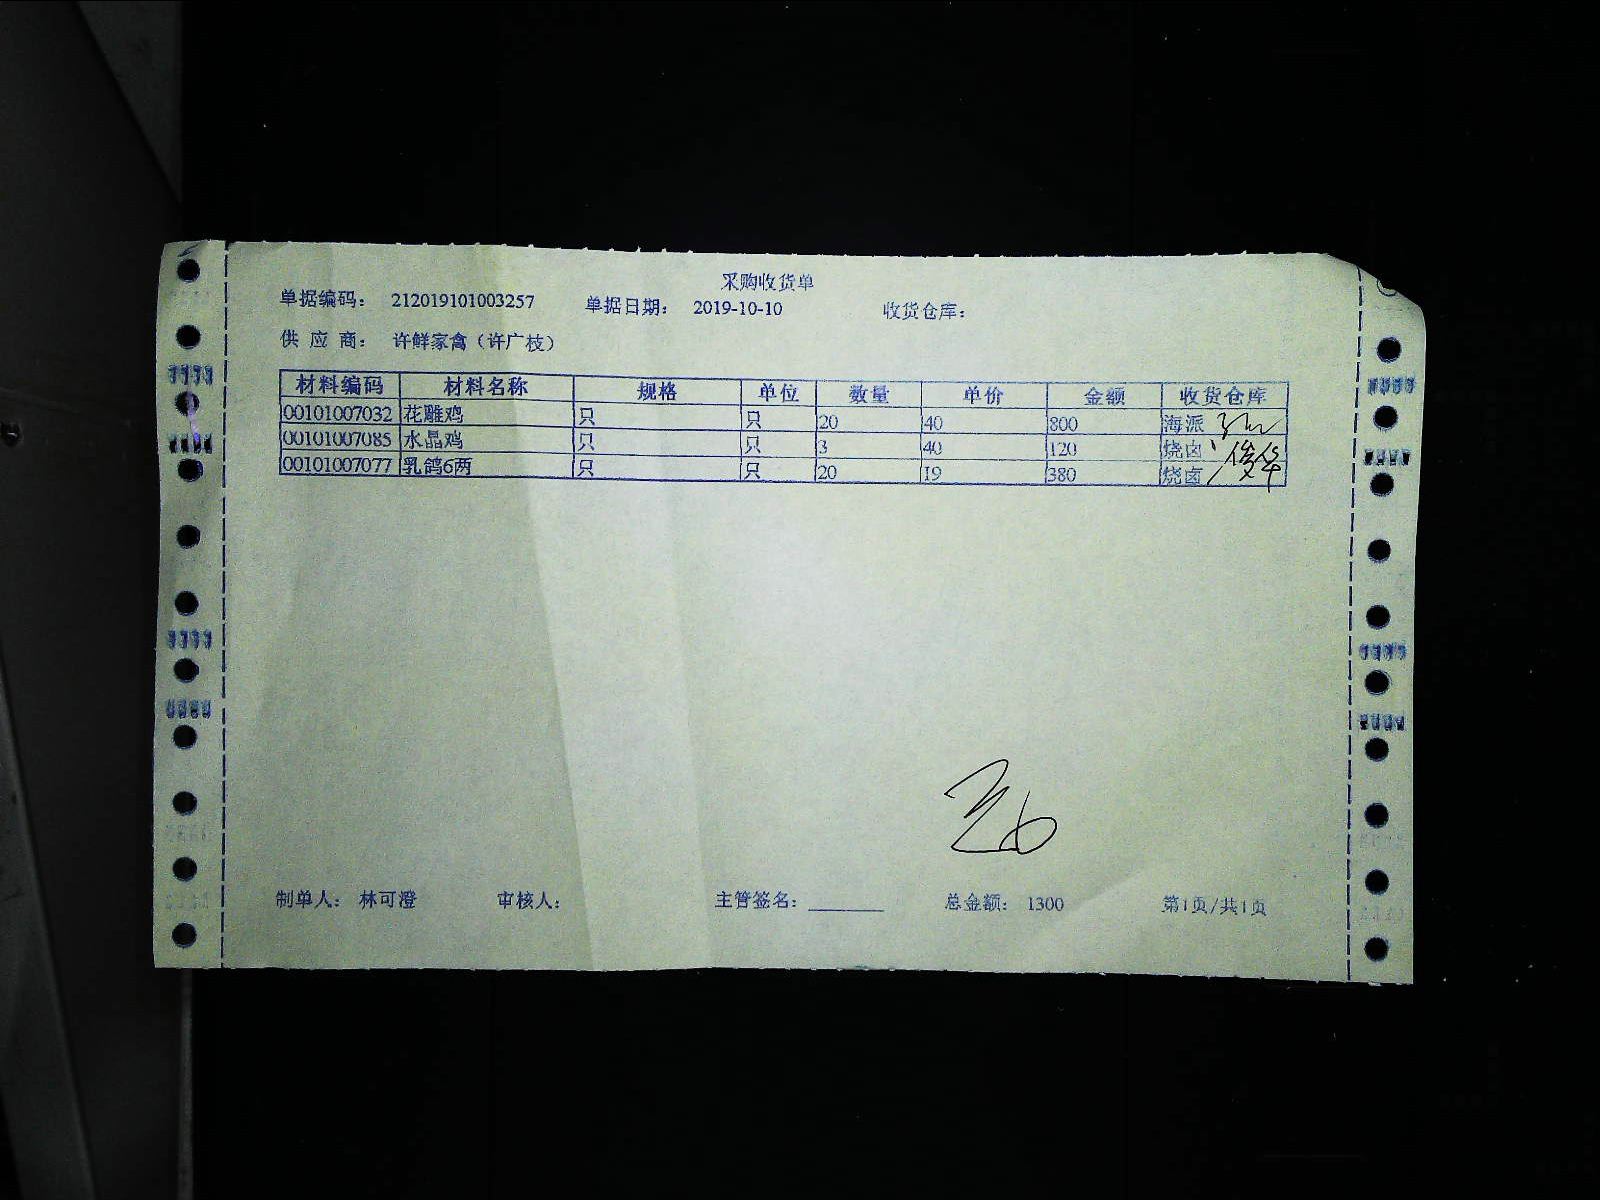 采购收货单
单据编码： 212019101003257 单据日期： 2019-10-10 收货仓库：
供 应 商： 许鲜家禽（许广枝）
材料编码 材料名称 规格 单位 数量 单价 金额 收货仓库
00101007032 花雕鸡 只 只 20 40 800 海派
00101007085 水晶鸡 只 只 3 40 120 烧卤
00101007077 乳鸽6两 只 只 20 19 380 烧卤
制单人： 林可澄 审核人： 主管签名：________ 总金额： 1300 第1页/共1页